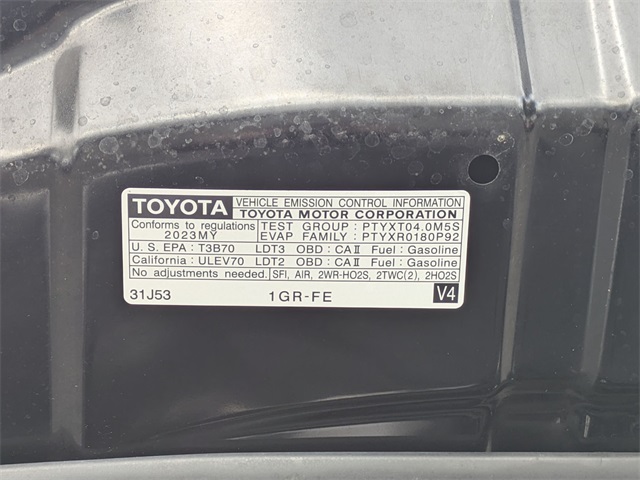 TOYOTA VEHICLE EMISSION CONTROL INFORMATION
TOYOTA MOTOR CORPORATION
Conforms to regulations TEST GROUP : PTYXT04.0M5S
2023MY EVAP FAMILY : PTYXR0180P92
U.S. EPA : T3B70 LDT3 OBD : CAⅡ Fuel : Gasoline
California : ULEV70 LDT2 OBD : CAⅡ Fuel : Gasoline
No adjustments needed. SFI, AIR, 2WR-HO2S, 2TWC(2), 2HO2S
31J53 1GR-FE V4